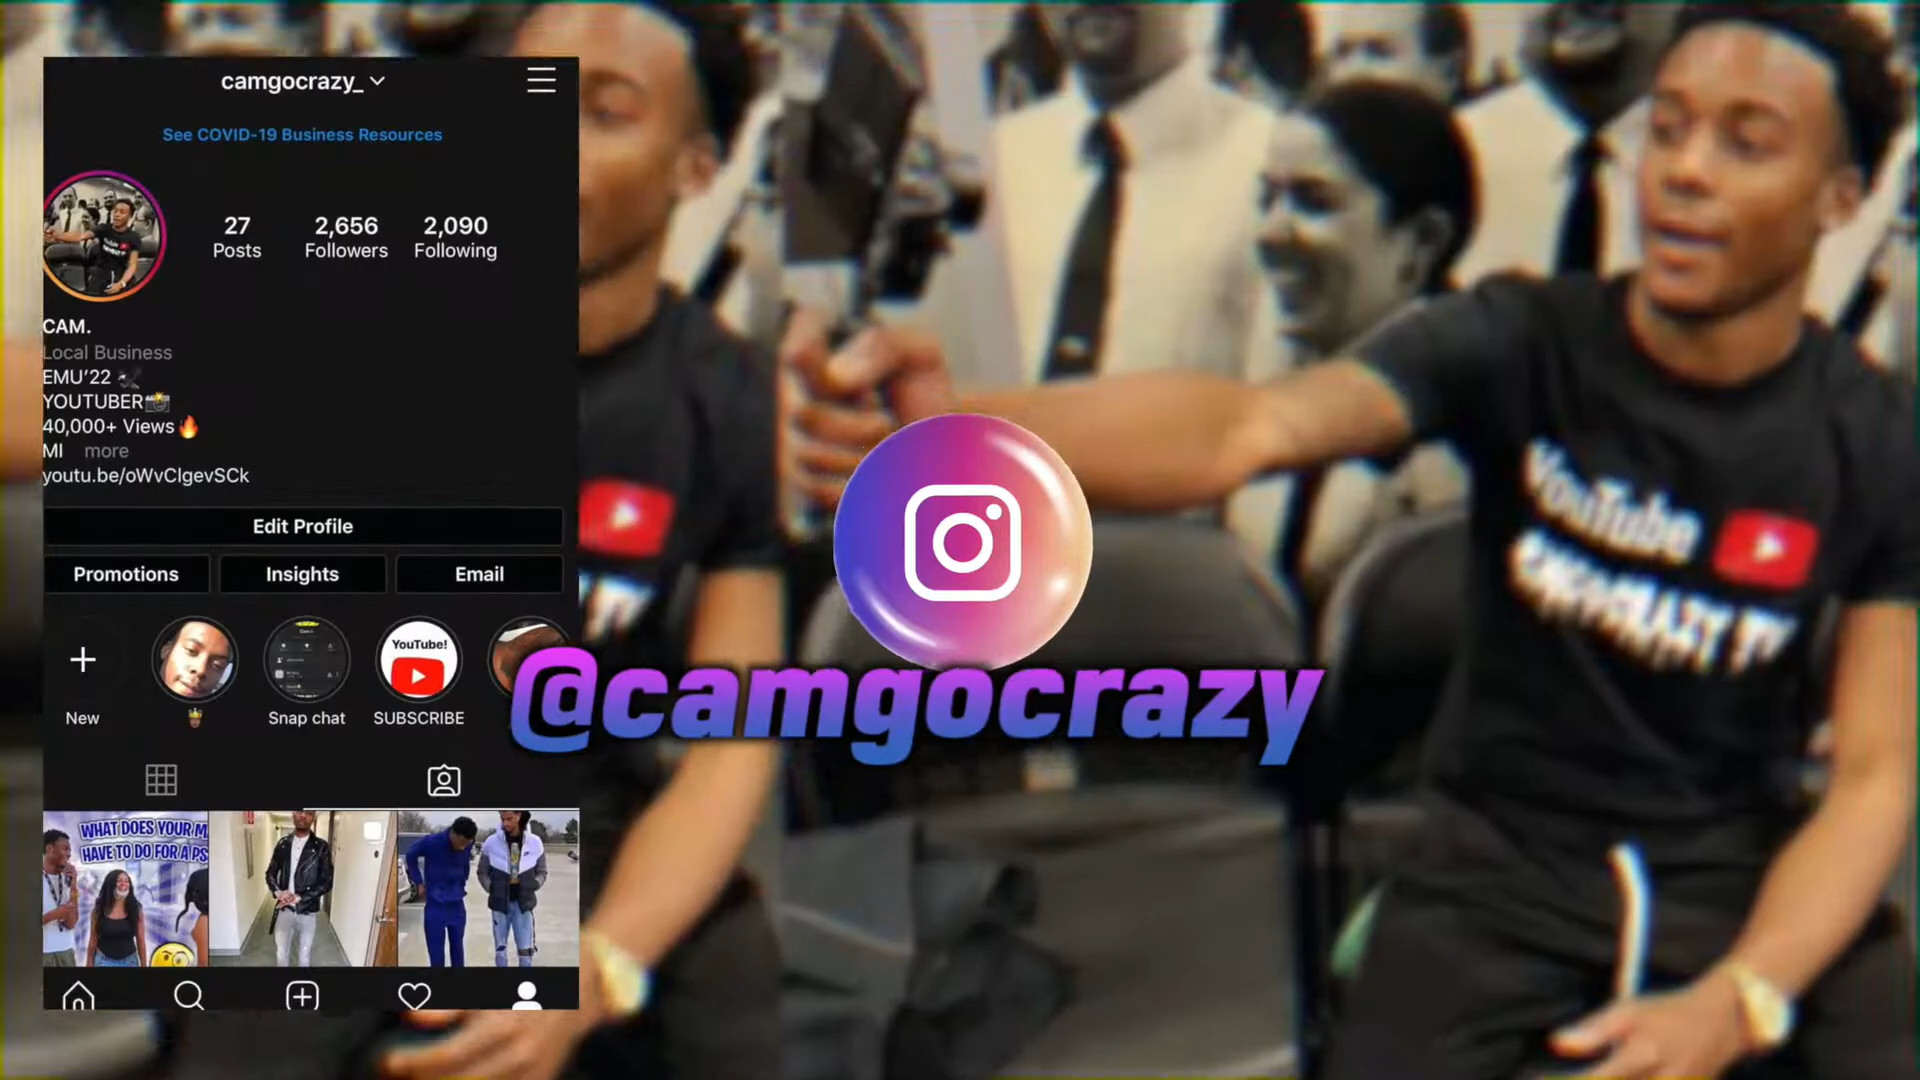 camgocrazy_
See COVID-19 Business Resources
27
Posts
2,656
Followers
2,090
Following
CAM.
Local Business
EMU'22
YOUTUBER
40,000+ Views
MI more
youtu.be/oWvClgevSCk
Edit Profile
Promotions
Insights
Email
New
Snap chat
YouTube!
SUBSCRIBE
WHAT DOES YOUR M
HAVE TO DO FOR A PS
@camgocrazy
YouTube